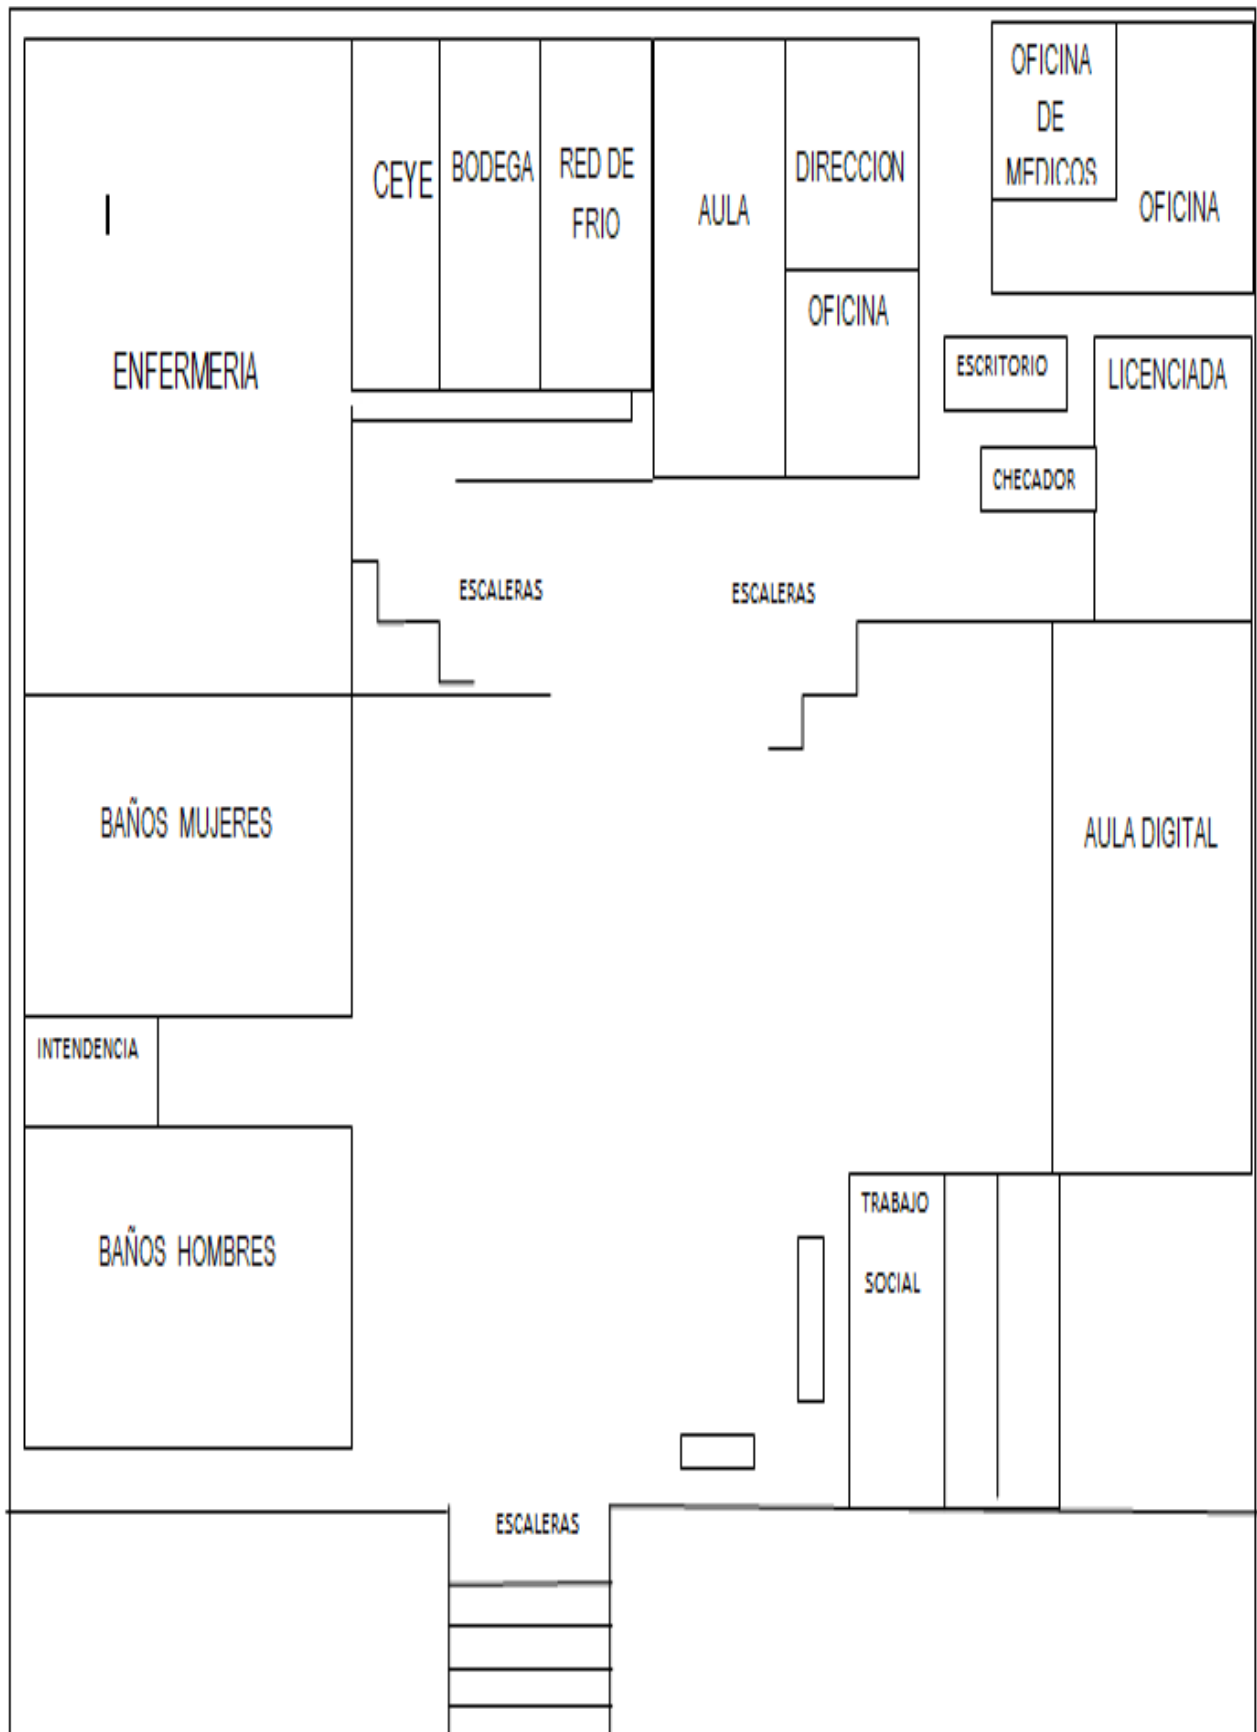 OFICINA
DE
MEDICOS
OFICINA
CEYE
BODEGA
RED DE
FRIO
AULA
DIRECCION
OFICINA
ENFERMERIA
ESCRITORIO
LICENCIADA
CHECADOR
ESCALERAS
ESCALERAS
BAÑOS MUJERES
AULA DIGITAL
INTENDENCIA
BAÑOS HOMBRES
TRABAJO
SOCIAL
ESCALERAS